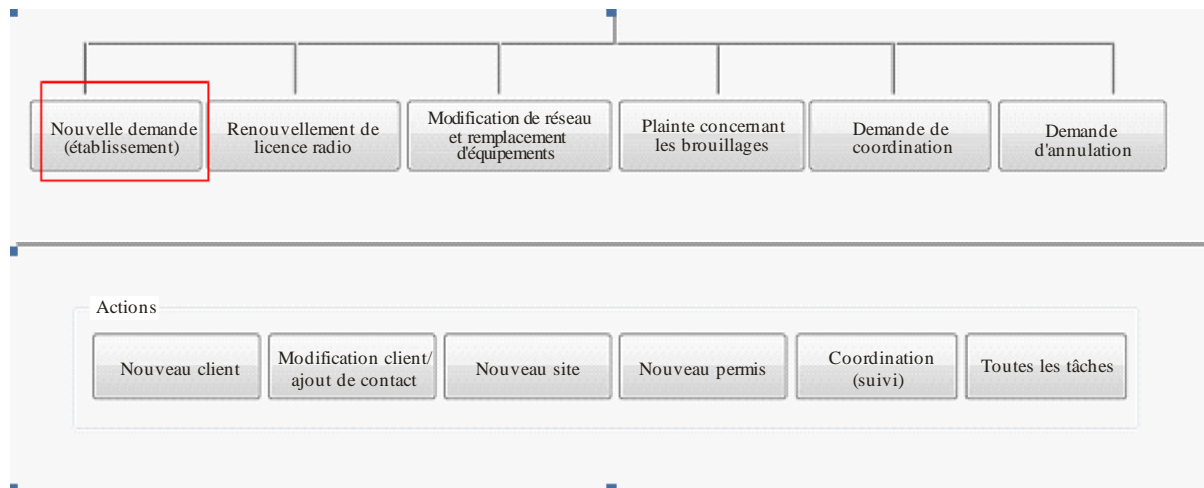 Nouvelle demande
(établissement)
Renouvellement de
licence radio
Modification de réseau
et remplacement
d'équipements
Plainte concernant
les brouillages
Demande de
coordination
Demande
d'annulation
Actions
Nouveau client
Modification client/
ajout de contact
Nouveau site
Nouveau permis
Coordination
(suivi)
Toutes les tâches